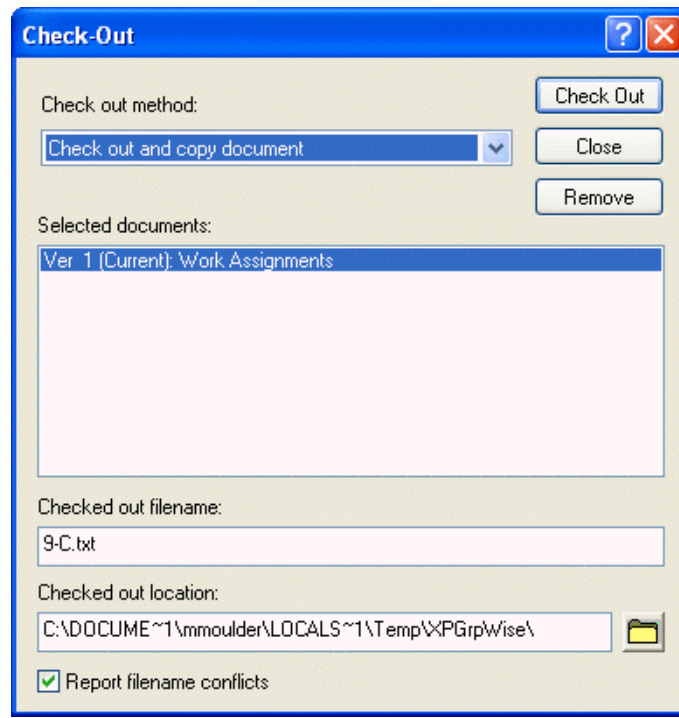 Check-Out
Check out method:
Check Out
Check out and copy document
Close
Remove
Selected documents:
Ver 1 (Current): Work Assignments
Checked out filename:
9-C.txt
Checked out location:
C:\DOCUME~1\mmoulder\LOCALS~1\Temp\XPGrpWise\
Report filename conflicts